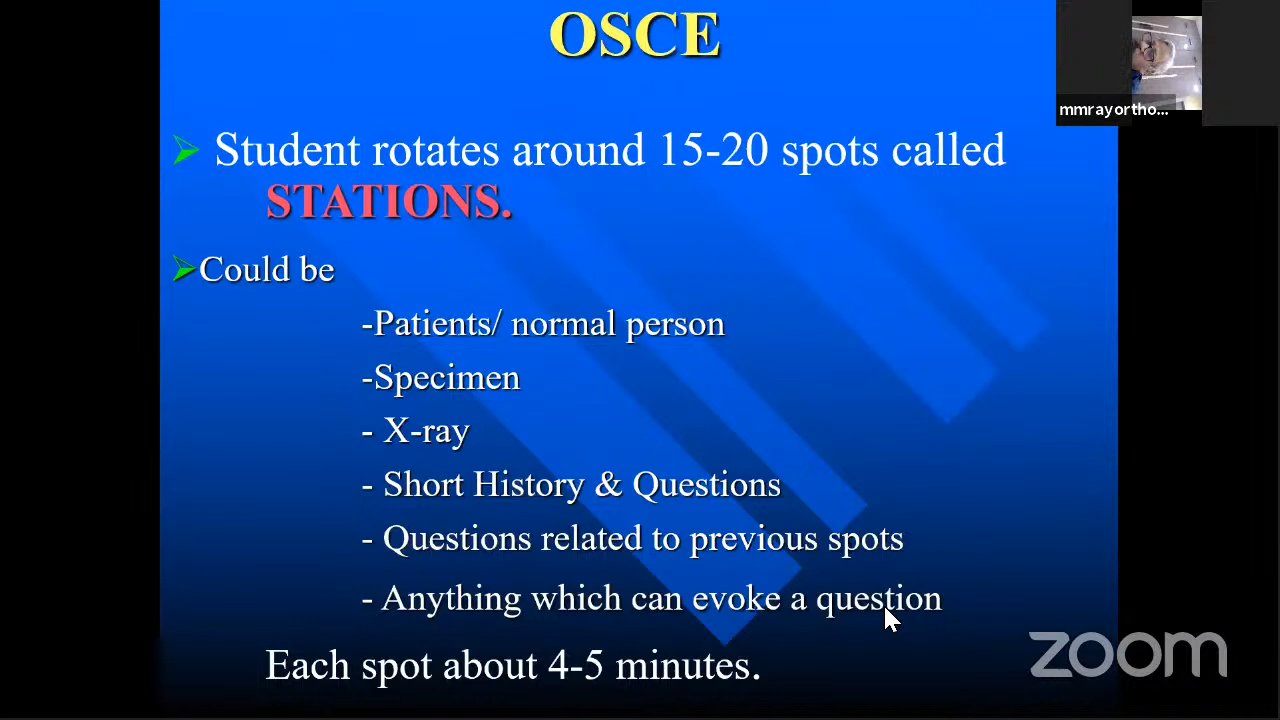 OSCE
mmrayortho...
Student rotates around 15-20 spots called
STATIONS.
Could be
-Patients/ normal person
-Specimen
- X-ray
- Short History & Questions
- Questions related to previous spots
- Anything which can evoke a question
Each spot about 4-5 minutes.
zoom